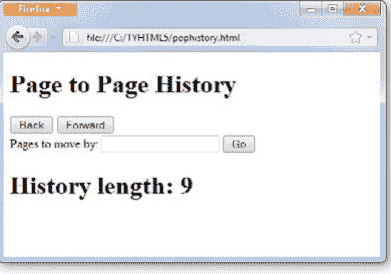 Firefox
file:///C:/TYHTML5/pophistory.html
Page to Page History
Back Forward
Pages to move by: Go
History length: 9